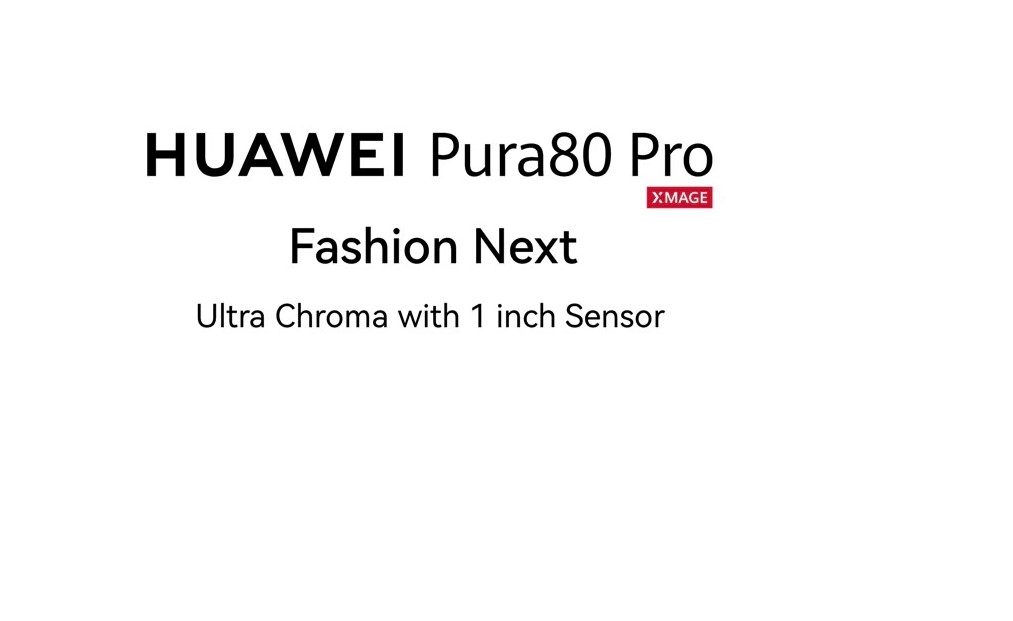 HUAWEI Pura80 Pro
XMAGE
Fashion Next
Ultra Chroma with 1 inch Sensor